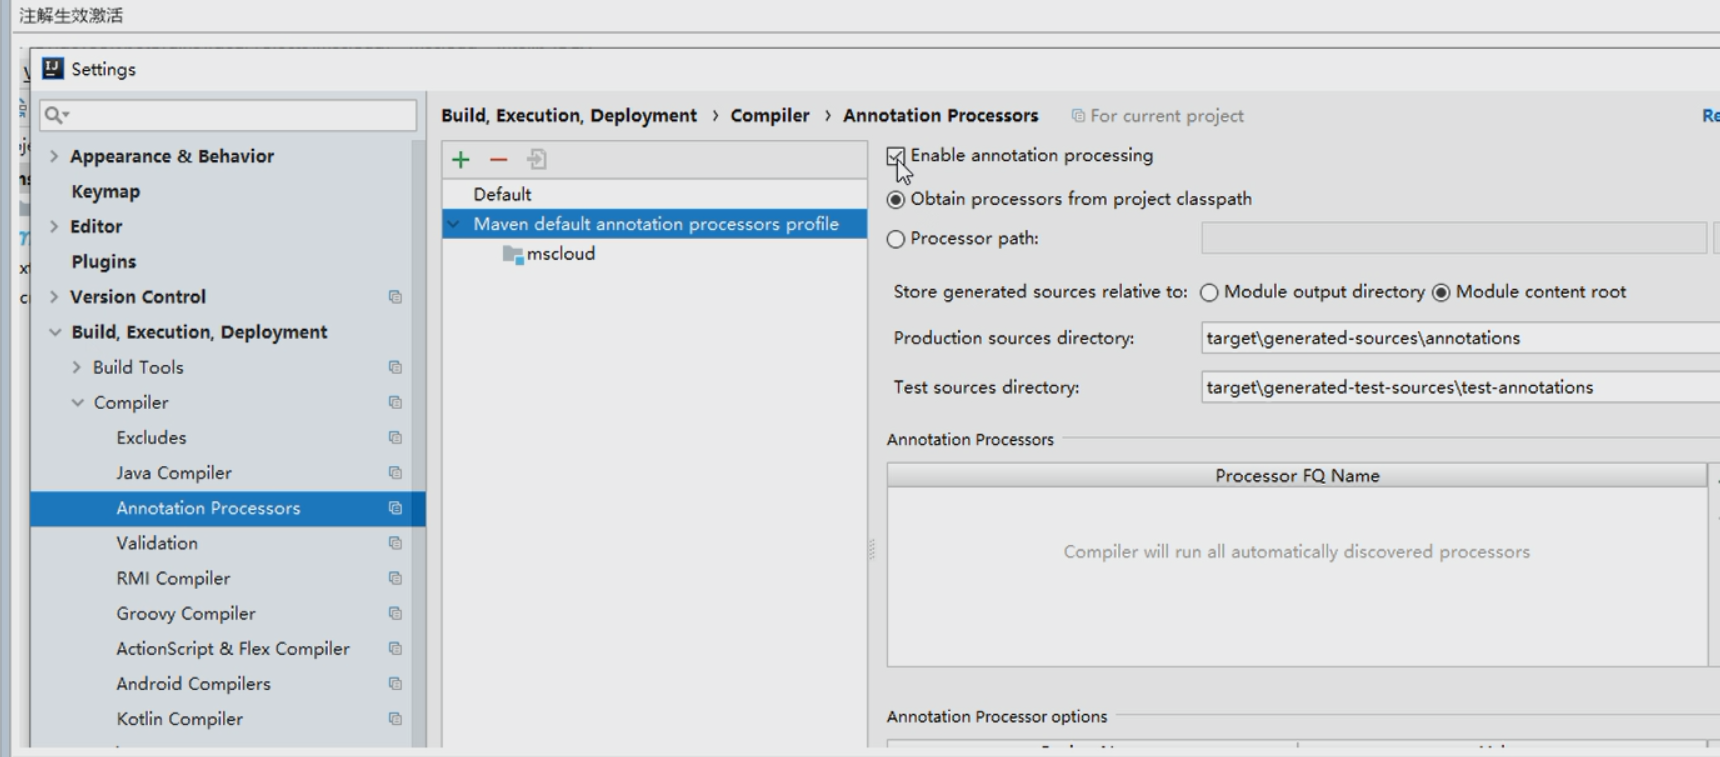 注解生效激活
Settings
Build, Execution, Deployment › Compiler › Annotation Processors For current project
Appearance & Behavior
Keymap
Editor
Plugins
Version Control
Build, Execution, Deployment
Build Tools
Compiler
Excludes
Java Compiler
Annotation Processors
Validation
RMI Compiler
Groovy Compiler
ActionScript & Flex Compiler
Android Compilers
Kotlin Compiler
Default
Maven default annotation processors profile
mscloud
Enable annotation processing
Obtain processors from project classpath
Processor path:
Store generated sources relative to: Module output directory Module content root
Production sources directory: target\generated-sources\annotations
Test sources directory: target\generated-test-sources\test-annotations
Annotation Processors
Processor FQ Name
Compiler will run all automatically discovered processors
Annotation Processor options